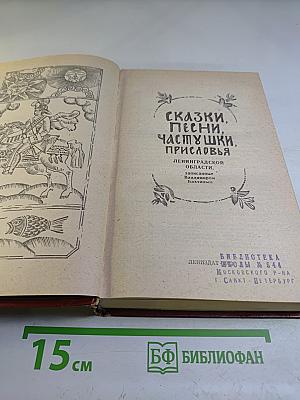 СКАЗКИ,
ПЕСНИ,
ЧАСТУШКИ,
ПРИСЛОВЬЯ
ЛЕНИНГРАДСКОЙ
ОБЛАСТИ,
записанные
Владимиром
Бахтиным
ЛЕНИЗДАТ
БИБЛИОТЕКА
ШКОЛЫ № 544
МОСКОВСКОГО Р-НА
Г. САНКТ-ПЕТЕРБУРГ
15 СМ
БФ БИБЛИОФАН